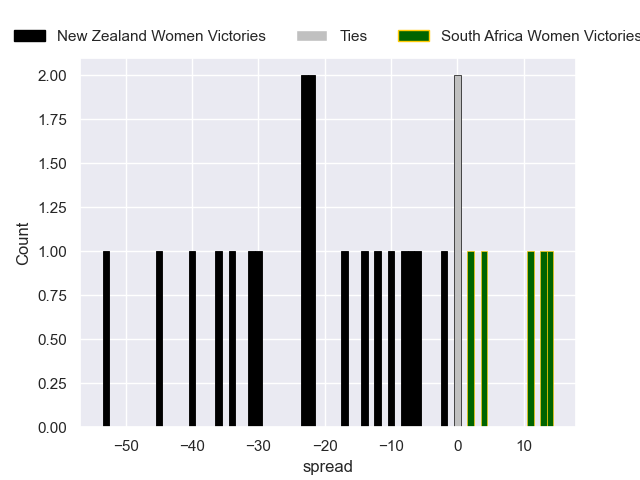 New Zealand Women Victories Ties South Africa Women Victories
2.00
1.75
1.50
1.25
1.00
0.75
0.50
0.25
0.00
Count
−50 −40 −30 −20 −10 0 10
spread